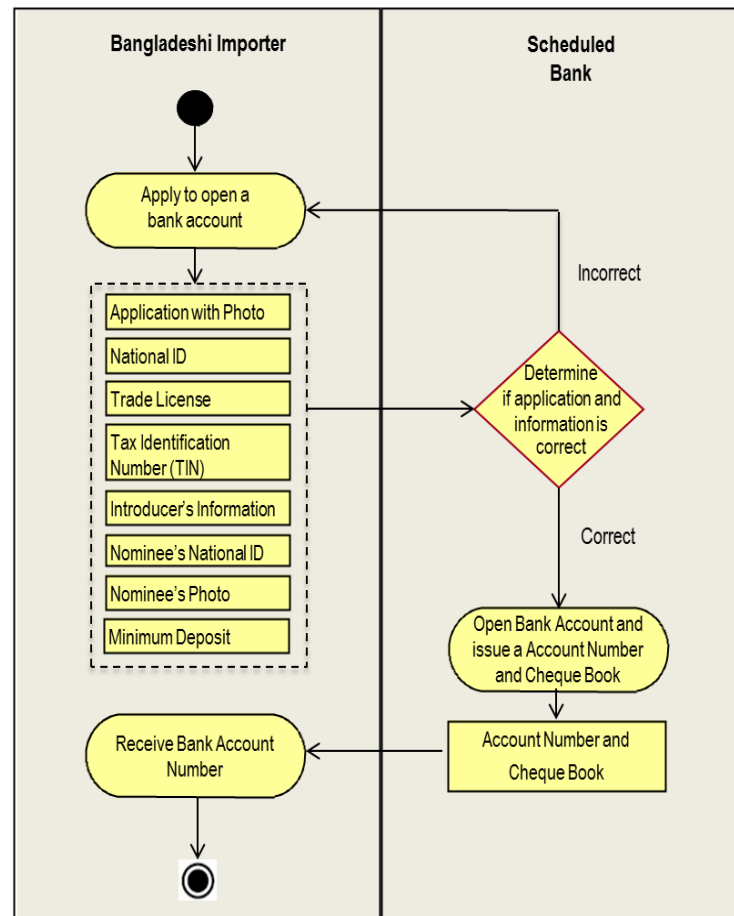 Bangladeshi Importer
Scheduled
Bank
Apply to open a
bank account
Incorrect
Application with Photo
National ID
Trade License
Tax Identification
Number (TIN)
Introducer's Information
Nominee's National ID
Nominee's Photo
Minimum Deposit
Determine
if application and
information is
correct
Correct
Open Bank Account and
issue a Account Number
and Cheque Book
Account Number and
Cheque Book
Receive Bank Account
Number